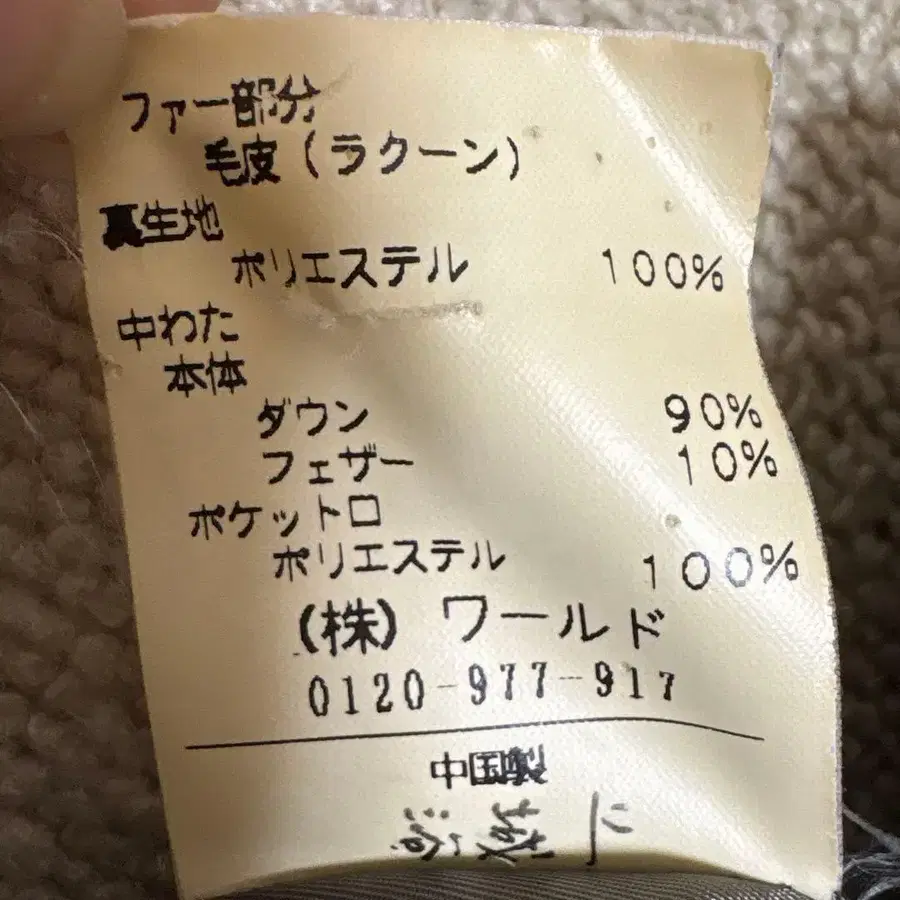 ファー部分
毛皮（ラクーン）
裏生地
ポリエステル 100%
中わた
本体
ダウン 90%
フェザー 10%
ポケット口
ポリエステル 100%
(株) ワールド
0120-977-917
中国製